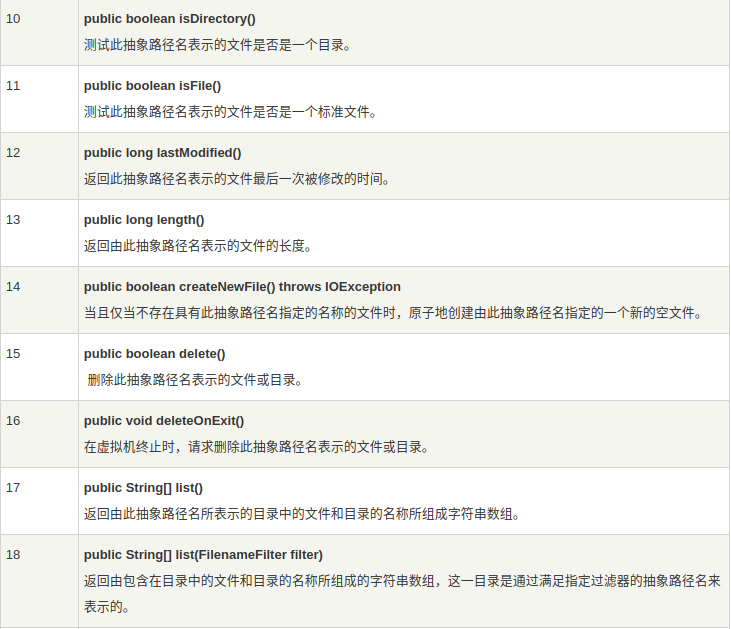 10
public boolean isDirectory()
测试此抽象路径名表示的文件是否是一个目录。
11
public boolean isFile()
测试此抽象路径名表示的文件是否是一个标准文件。
12
public long lastModified()
返回此抽象路径名表示的文件最后一次被修改的时间。
13
public long length()
返回由此抽象路径名表示的文件的长度。
14
public boolean createNewFile() throws IOException
当且仅当不存在具有此抽象路径名指定的名称的文件时，原子地创建由此抽象路径名指定的一个新的空文件。
15
public boolean delete()
删除此抽象路径名表示的文件或目录。
16
public void deleteOnExit()
在虚拟机终止时，请求删除此抽象路径名表示的文件或目录。
17
public String[] list()
返回由此抽象路径名所表示的目录中的文件和目录的名称所组成字符串数组。
18
public String[] list(FilenameFilter filter)
返回由包含在目录中的文件和目录的名称所组成的字符串数组，这一目录是通过满足指定过滤器的抽象路径名来
表示的。